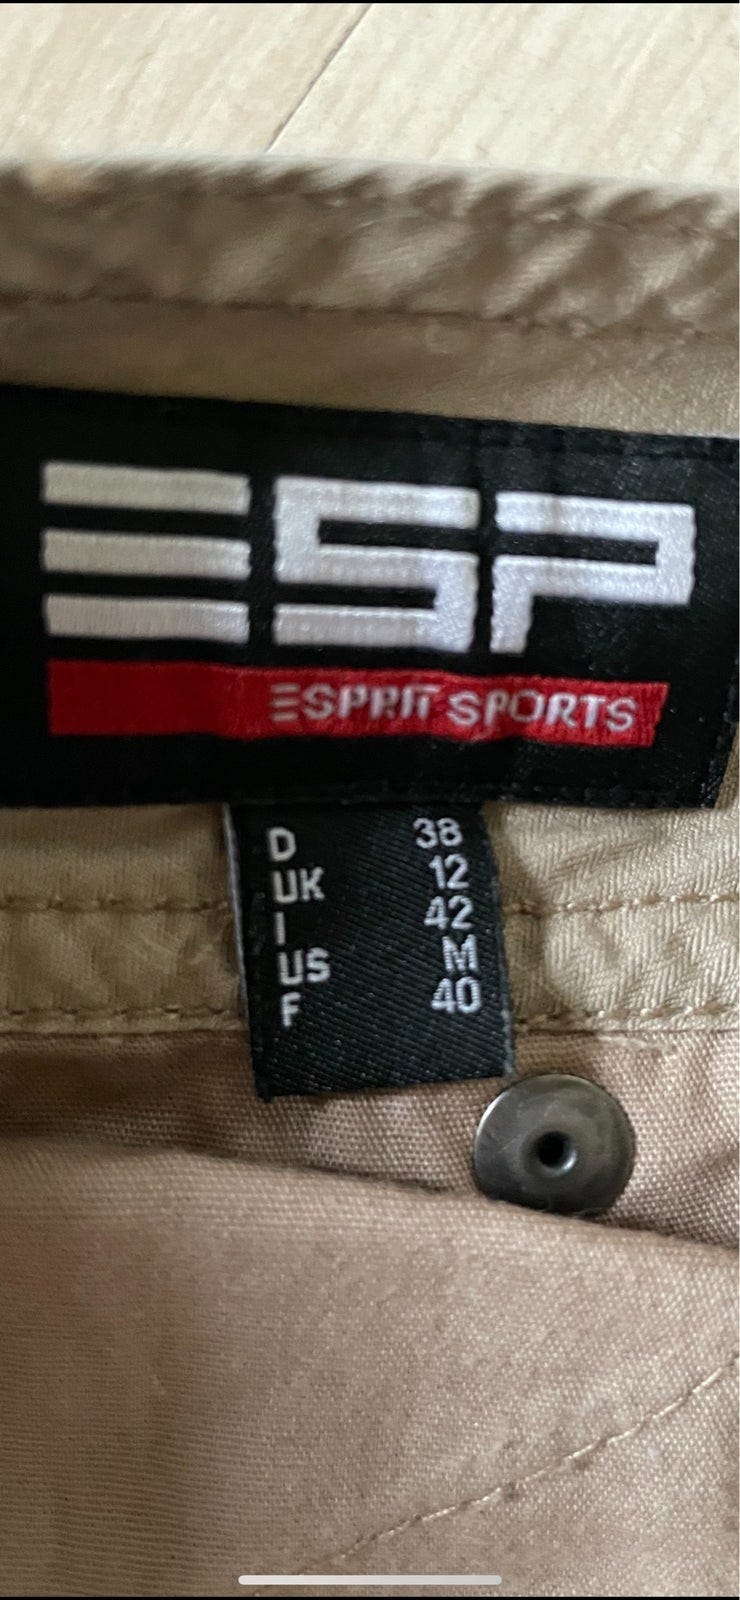 ESP
ESPRIT SPORTS
D 38
UK 12
I 42
US M
F 40